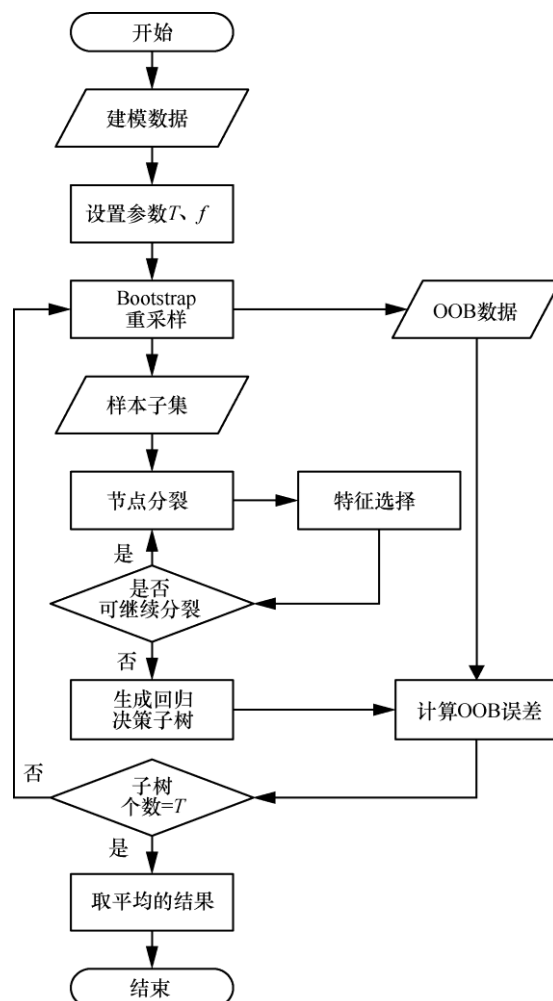 开始
建模数据
设置参数T、f
Bootstrap
重采样
OOB数据
样本子集
节点分裂
特征选择
是
是否
可继续分裂
否
生成回归
决策子树
计算OOB误差
否
子树
个数=T
是
取平均的结果
结束